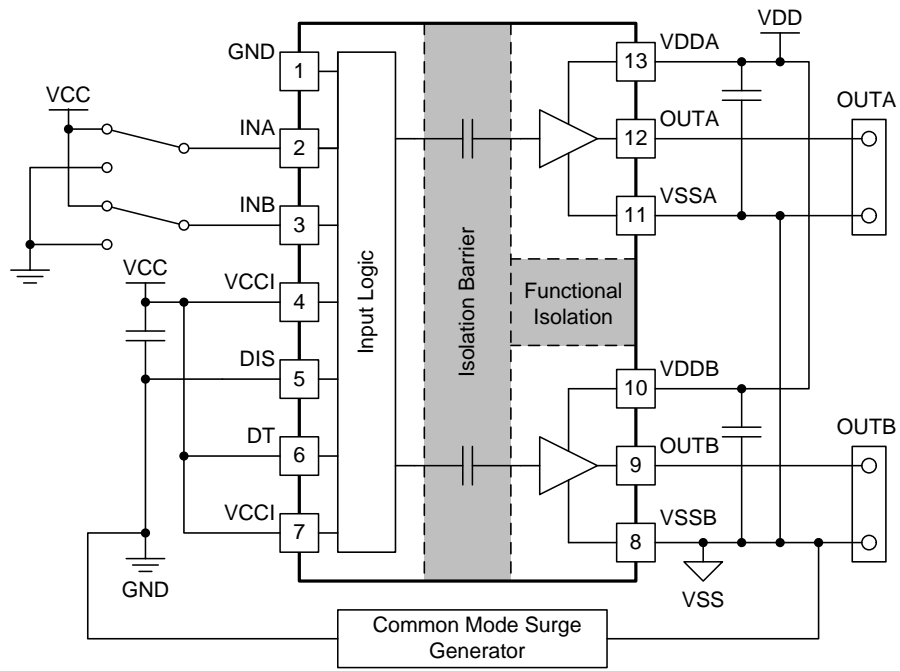 VDD
GND
1
13
VDDA
VCC
INA
2
12
OUTA
OUTA
INB
3
11
VSSA
Input Logic
Isolation Barrier
Functional
Isolation
VCC
VCCI
4
DIS
5
10
VDDB
DT
6
9
OUTB
OUTB
VCCI
7
8
VSSB
GND
VSS
Common Mode Surge
Generator